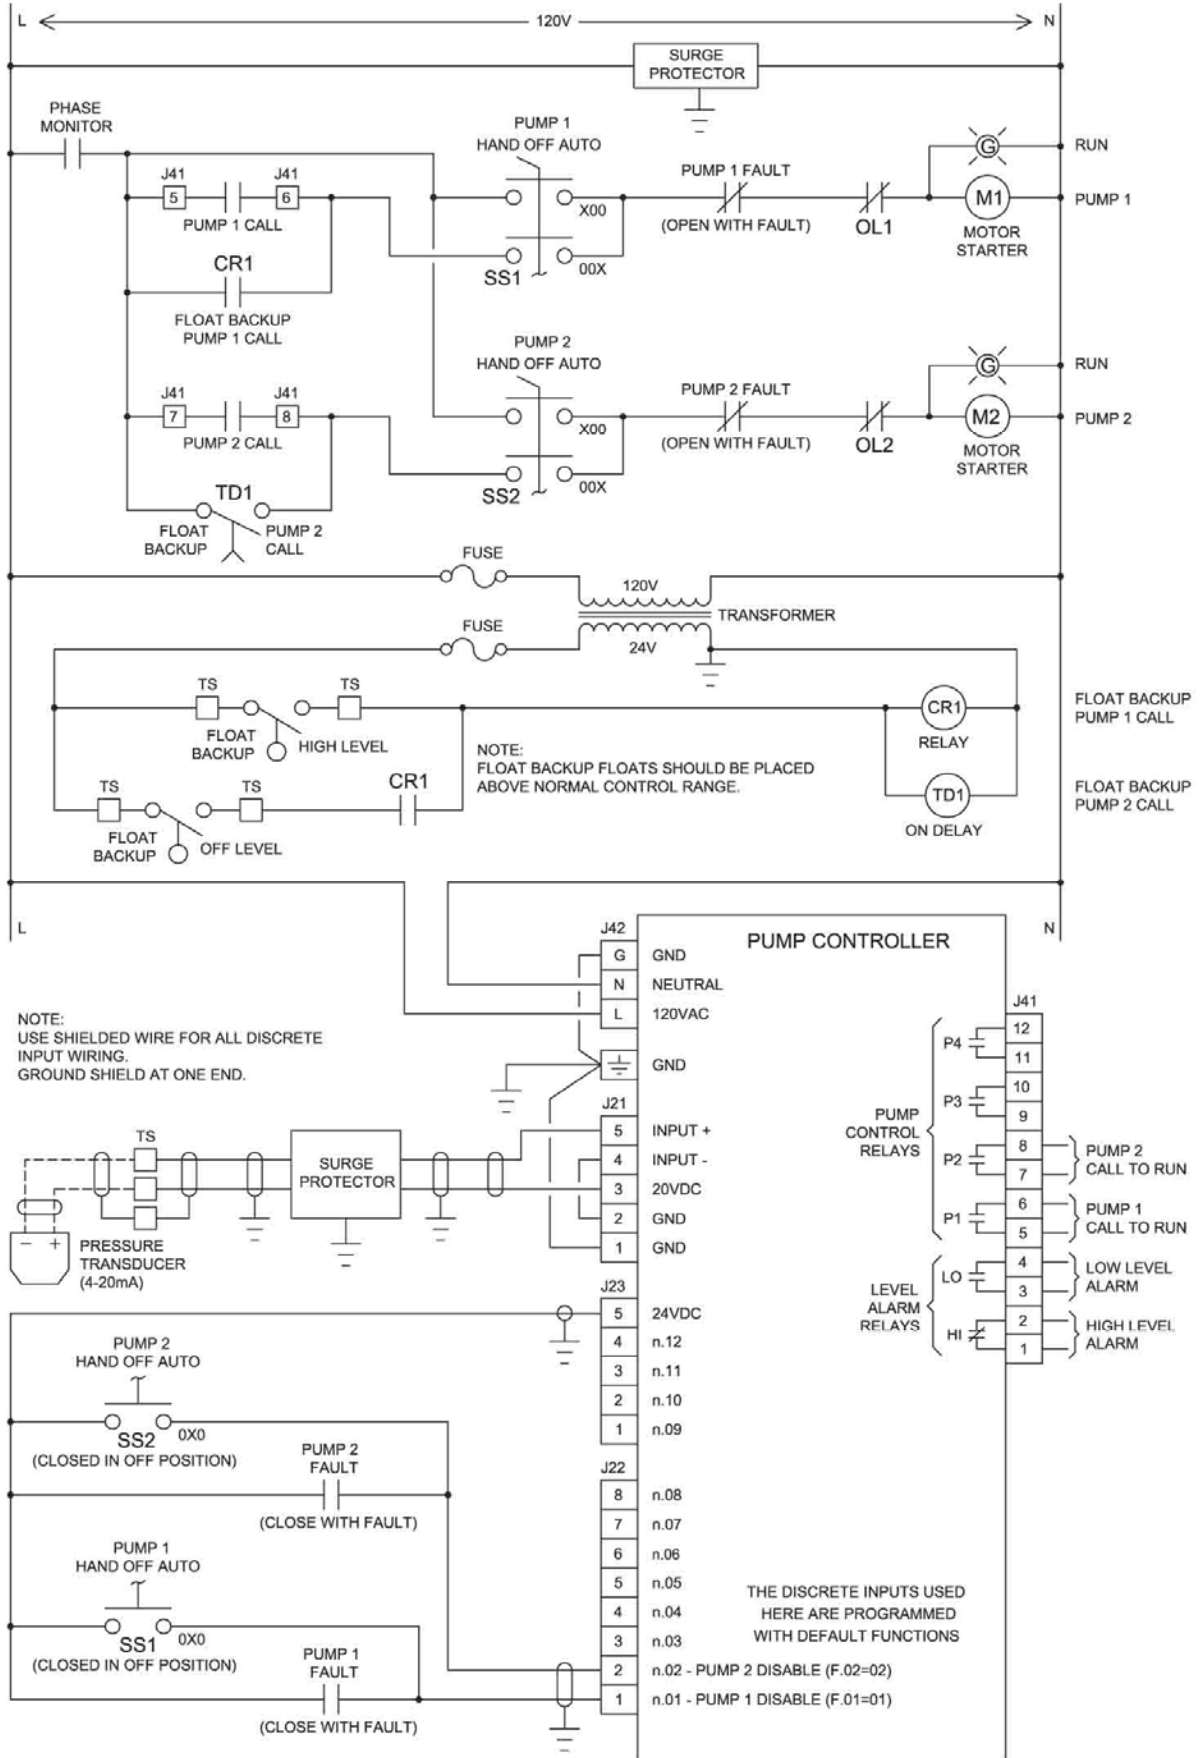 L
120V
N
SURGE
PROTECTOR
PHASE
MONITOR
PUMP 1
HAND OFF AUTO
G
RUN
J41
J41
5
6
PUMP 1 CALL
X00
PUMP 1 FAULT
(OPEN WITH FAULT)
OL1
M1
PUMP 1
MOTOR
STARTER
SS1
00X
CR1
FLOAT BACKUP
PUMP 1 CALL
PUMP 2
HAND OFF AUTO
G
RUN
J41
J41
7
8
PUMP 2 CALL
X00
PUMP 2 FAULT
(OPEN WITH FAULT)
OL2
M2
PUMP 2
MOTOR
STARTER
SS2
00X
TD1
FLOAT
BACKUP
PUMP 2
CALL
FUSE
120V
TRANSFORMER
FUSE
24V
TS
TS
FLOAT
BACKUP
HIGH LEVEL
CR1
RELAY
FLOAT BACKUP
PUMP 1 CALL
NOTE:
FLOAT BACKUP FLOATS SHOULD BE PLACED
ABOVE NORMAL CONTROL RANGE.
TS
TS
CR1
FLOAT
BACKUP
OFF LEVEL
TD1
ON DELAY
FLOAT BACKUP
PUMP 2 CALL
L
N
PUMP CONTROLLER
J42
G GND
N NEUTRAL
L 120VAC
GND
NOTE:
USE SHIELDED WIRE FOR ALL DISCRETE
INPUT WIRING.
GROUND SHIELD AT ONE END.
J21
5 INPUT +
4 INPUT -
3 20VDC
2 GND
1 GND
TS
SURGE
PROTECTOR
- +
PRESSURE
TRANSDUCER
(4-20mA)
J41
12
11
10
9
8
7
6
5
4
3
2
1
P4
P3
P2
P1
LO
HI
PUMP
CONTROL
RELAYS
LEVEL
ALARM
RELAYS
PUMP 2
CALL TO RUN
PUMP 1
CALL TO RUN
LOW LEVEL
ALARM
HIGH LEVEL
ALARM
J23
5 24VDC
4 n.12
3 n.11
2 n.10
1 n.09
PUMP 2
HAND OFF AUTO
SS2
0X0
(CLOSED IN OFF POSITION)
PUMP 2
FAULT
(CLOSE WITH FAULT)
PUMP 1
HAND OFF AUTO
SS1
0X0
(CLOSED IN OFF POSITION)
PUMP 1
FAULT
(CLOSE WITH FAULT)
J22
8 n.08
7 n.07
6 n.06
5 n.05
4 n.04
3 n.03
2 n.02 - PUMP 2 DISABLE (F.02=02)
1 n.01 - PUMP 1 DISABLE (F.01=01)
THE DISCRETE INPUTS USED
HERE ARE PROGRAMMED
WITH DEFAULT FUNCTIONS